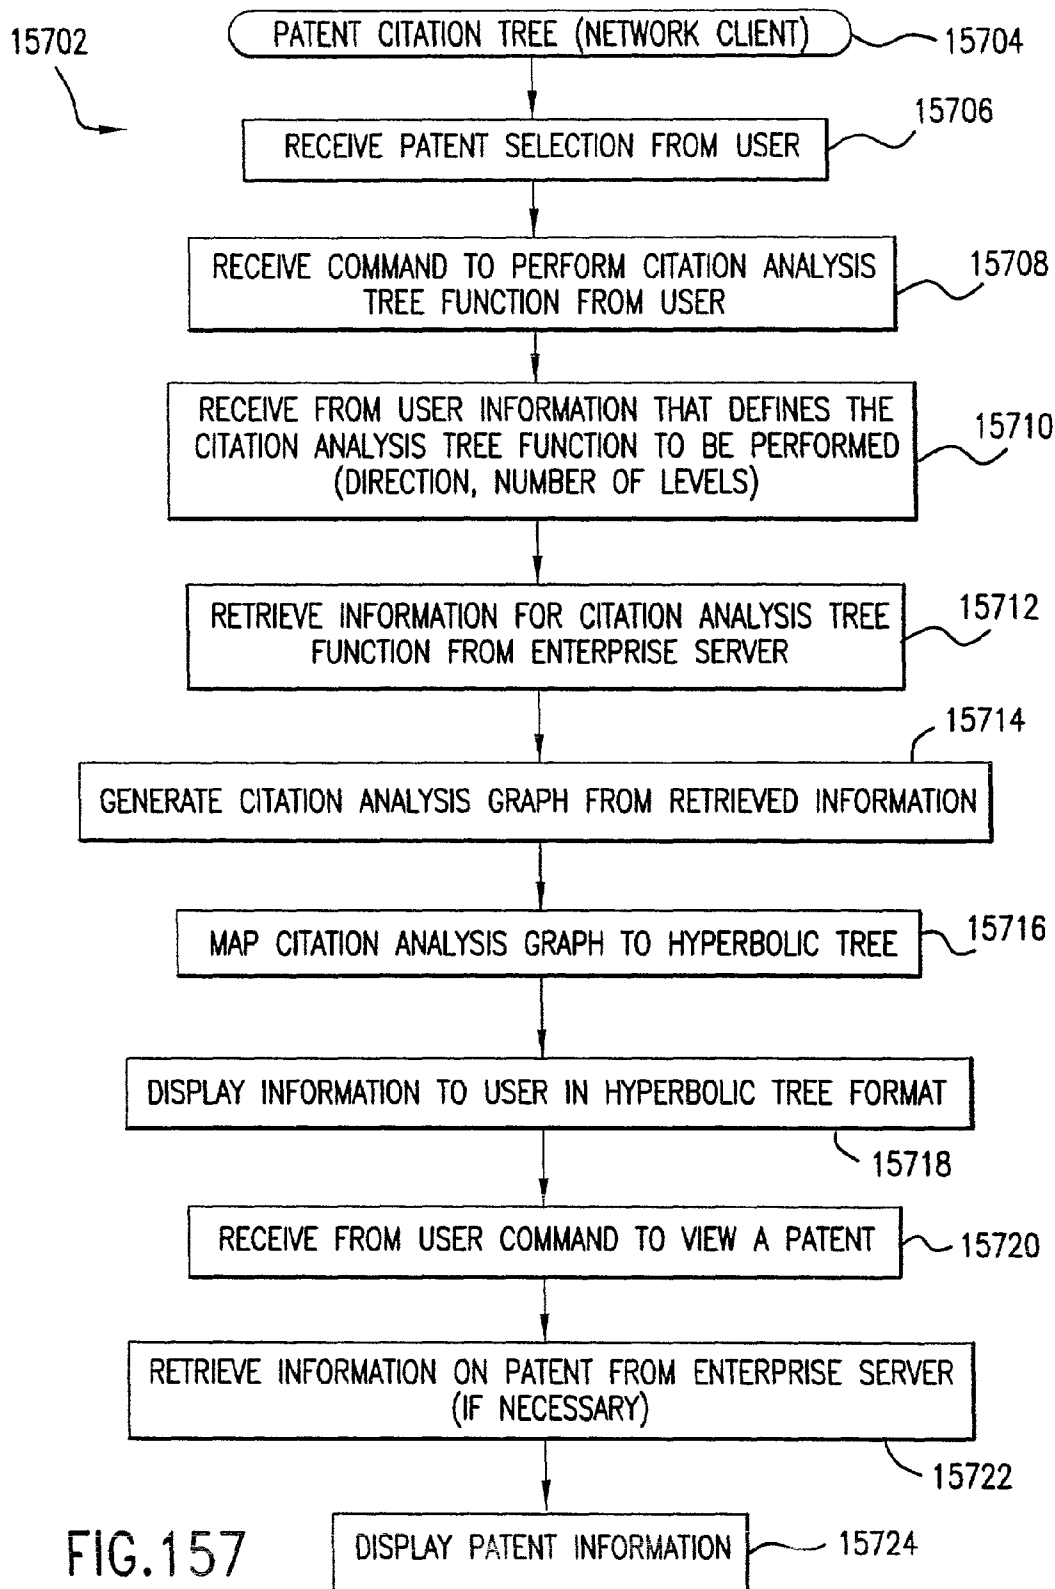 15702
PATENT CITATION TREE (NETWORK CLIENT)
15704
RECEIVE PATENT SELECTION FROM USER
15706
RECEIVE COMMAND TO PERFORM CITATION ANALYSIS
TREE FUNCTION FROM USER
15708
RECEIVE FROM USER INFORMATION THAT DEFINES THE
CITATION ANALYSIS TREE FUNCTION TO BE PERFORMED
(DIRECTION, NUMBER OF LEVELS)
15710
RETRIEVE INFORMATION FOR CITATION ANALYSIS TREE
FUNCTION FROM ENTERPRISE SERVER
15712
15714
GENERATE CITATION ANALYSIS GRAPH FROM RETRIEVED INFORMATION
MAP CITATION ANALYSIS GRAPH TO HYPERBOLIC TREE
15716
DISPLAY INFORMATION TO USER IN HYPERBOLIC TREE FORMAT
15718
RECEIVE FROM USER COMMAND TO VIEW A PATENT
15720
RETRIEVE INFORMATION ON PATENT FROM ENTERPRISE SERVER
(IF NECESSARY)
15722
FIG.157
DISPLAY PATENT INFORMATION
15724